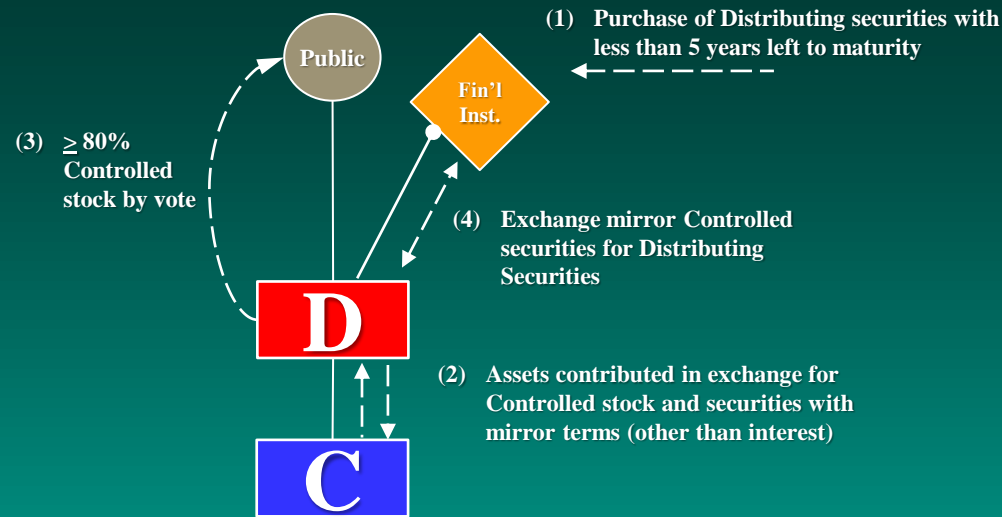 (1) Purchase of Distributing securities with
less than 5 years left to maturity
Public
Fin’l
Inst.
(3) ≥ 80%
Controlled
stock by vote
(4) Exchange mirror Controlled
securities for Distributing
Securities
D
(2) Assets contributed in exchange for
Controlled stock and securities with
mirror terms (other than interest)
C